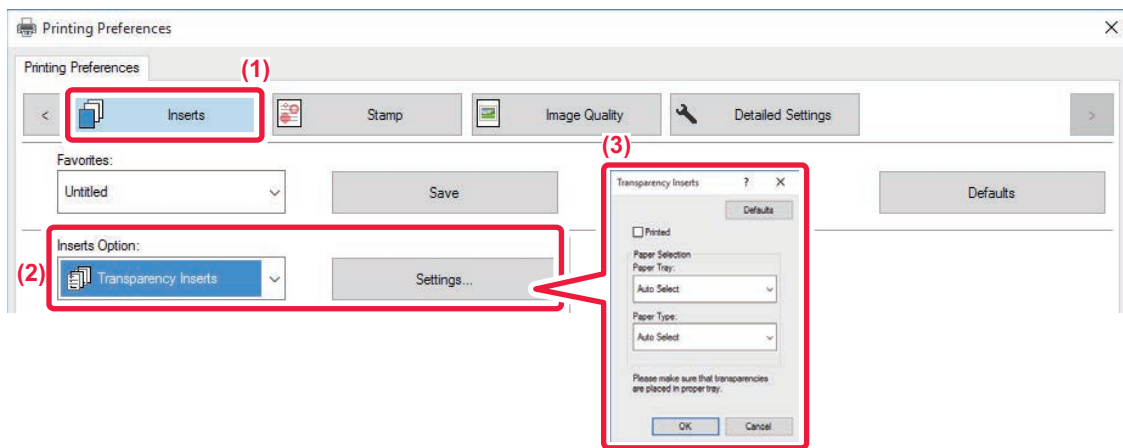 Printing Preferences
Printing Preferences
(1)
<
Inserts
Stamp
Image Quality
Detailed Settings
>
Favorites:
Untitled
Save
Defaults
(2)
Inserts Option:
Transparency Inserts
Settings...
(3)
Transparency Inserts ? X
Defaults
Printed
Paper Selection
Paper Tray:
Auto Select
Paper Type:
Auto Select
Please make sure that transparencies
are placed in proper tray.
OK
Cancel